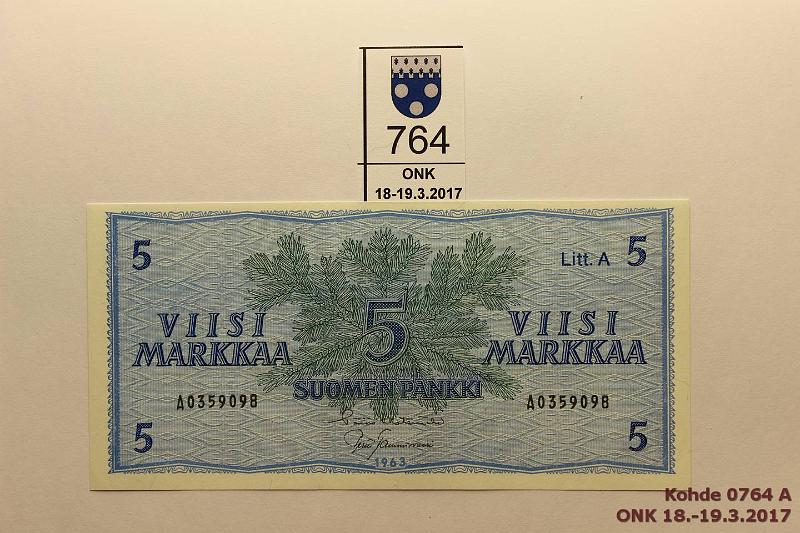 764
ONK
18-19.3.2017
5 Litt. A 5
VIISI VIISI
MARKKAA 5 MARKKAA
SUOMEN PANKKI
A0359098 A0359098
5 5
1963
Kohde 0764 A
ONK 18.-19.3.2017